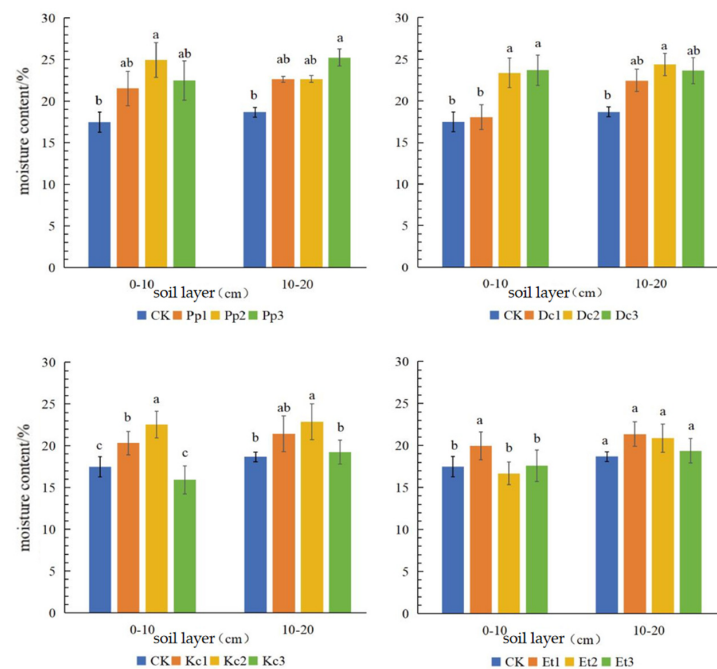 30
25
20
15
10
5
0
moisture content/%
b
ab
a
ab
b
ab
ab
a
0-10
10-20
soil layer（cm）
CK Pp1 Pp2 Pp3
30
25
20
15
10
5
0
b
b
a
a
b
ab
a
ab
0-10
10-20
soil layer（cm）
CK Dc1 Dc2 Dc3
30
25
20
15
10
5
0
moisture content/%
c
b
a
c
b
ab
a
b
0-10
10-20
soil layer（cm）
CK Kc1 Kc2 Kc3
30
25
20
15
10
5
0
b
a
b
b
a
a
a
a
0-10
10-20
soil layer（cm）
CK Et1 Et2 Et3